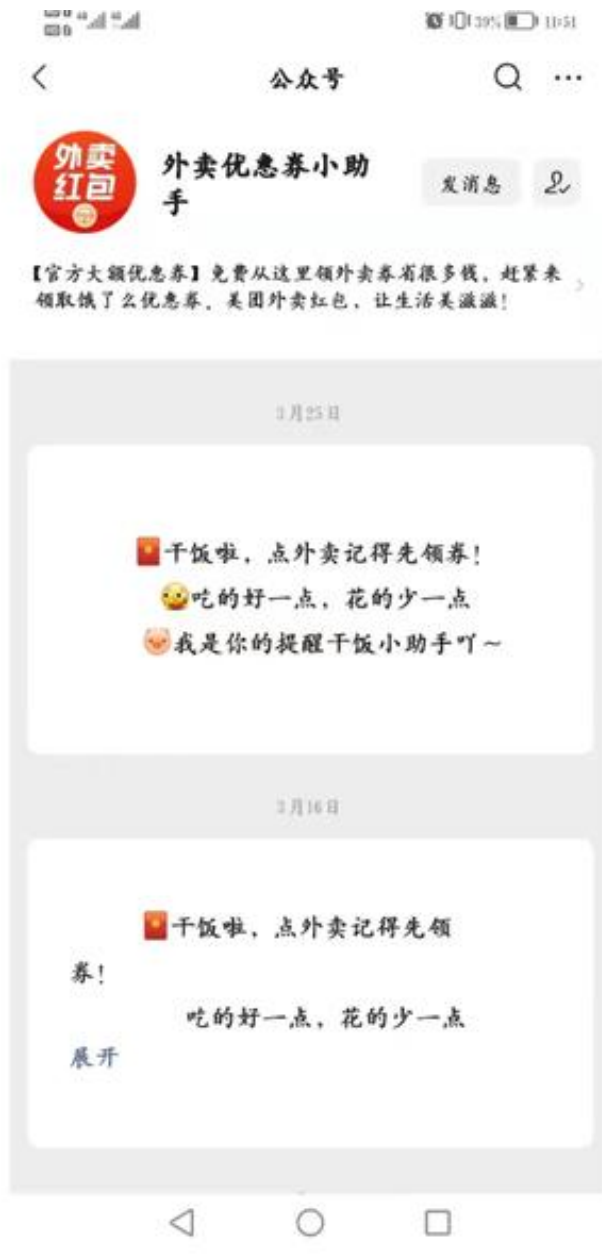 39% 11:51
公众号
外卖
红包
外卖优惠券小助
手
发消息
【官方大额优惠券】免费从这里领外卖券省很多钱，赶紧来
领取饿了么优惠券，美团外卖红包，让生活美滋滋！
3月25日
干饭啦，点外卖记得先领券！
吃的好一点，花的少一点
我是你的提醒干饭小助手吖～
3月16日
干饭啦，点外卖记得先领
券！
吃的好一点，花的少一点
展开